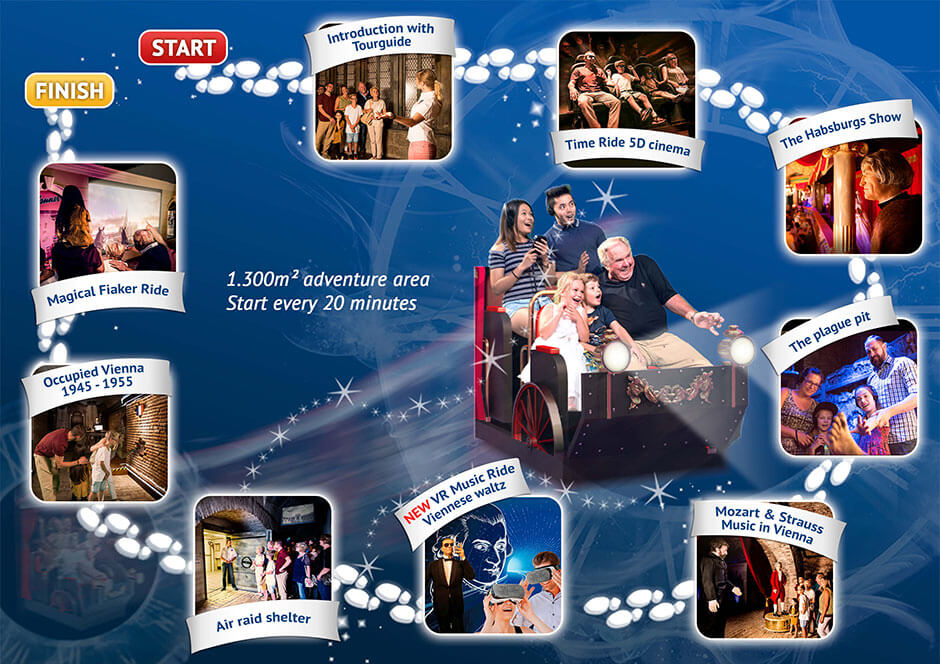 START
FINISH
Introduction with
Tourguide
Time Ride 5D cinema
The Habsburgs Show
The plague pit
Mozart & Strauss
Music in Vienna
NEW VR Music Ride
Viennese waltz
Air raid shelter
Occupied Vienna
1945 - 1955
Magical Fiaker Ride
1.300m² adventure area
Start every 20 minutes